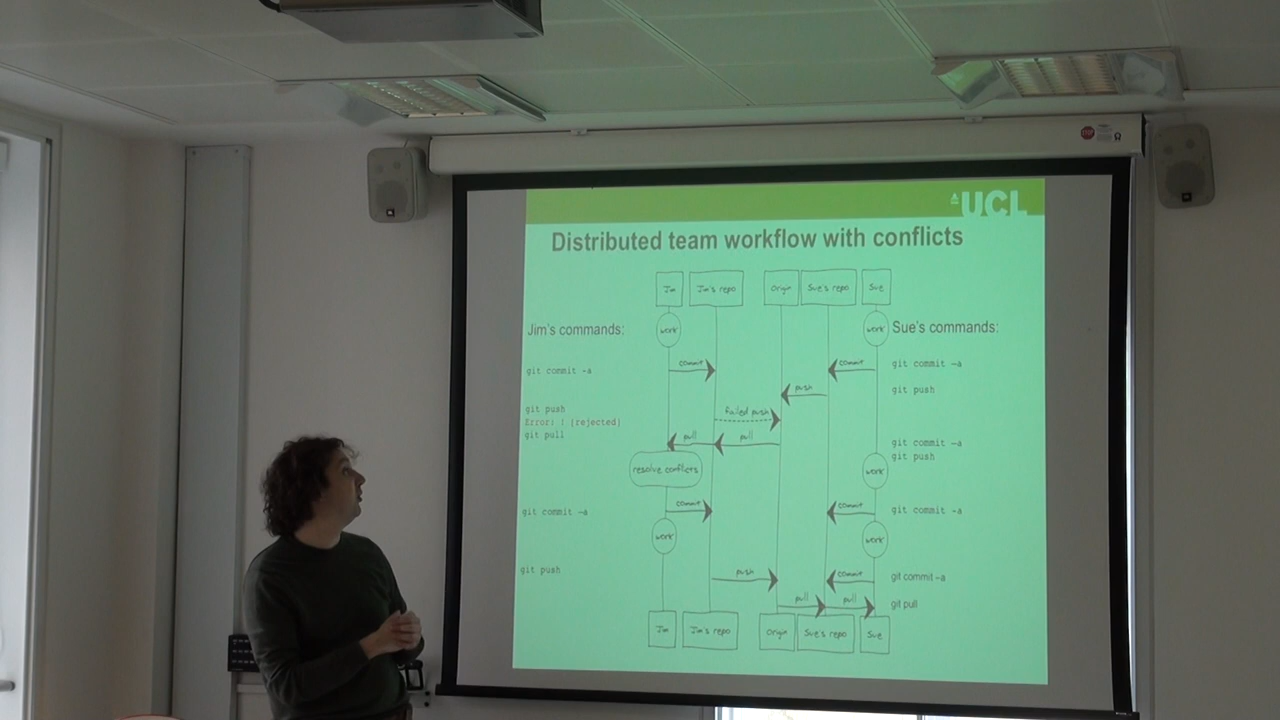 UCL
Distributed team workflow with conflicts
Jim Jim's repo Origin Sue's repo Sue
Jim's commands: work work Sue's commands:
git commit -a commit commit git commit –a
push git push
git push failed push
Error: ! [rejected]
git pull pull pull git commit –a
git push
resolve conflicts work
git commit –a commit commit git commit -a
work work
git push push commit git commit –a
pull pull git pull
Jim Jim's repo Origin Sue's repo Sue